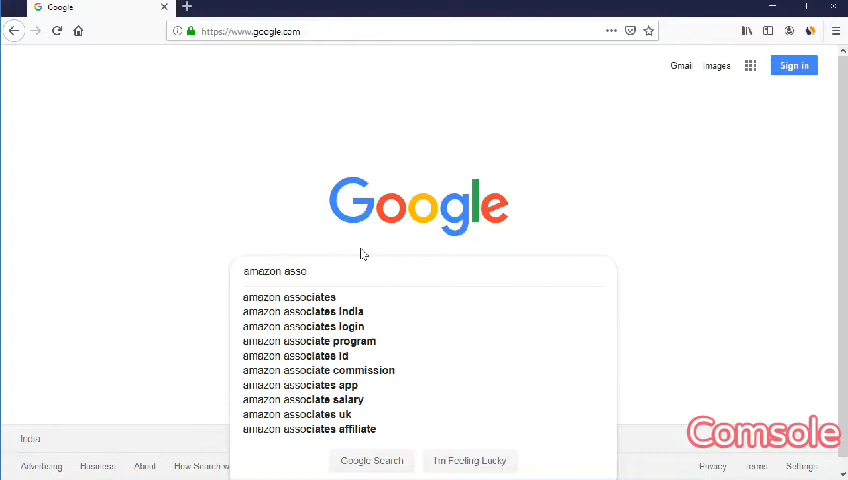 Google
https://www.google.com
Gmail
Images
Sign in
Google
amazon asso
amazon associates
amazon associates india
amazon associates login
amazon associate program
amazon associates id
amazon associate commission
amazon associates app
amazon associate salary
amazon associates uk
amazon associates affiliate
Google Search
I'm Feeling Lucky
India
Advertising
Business
About
How Search w
Privacy
Terms
Settings
Comsole